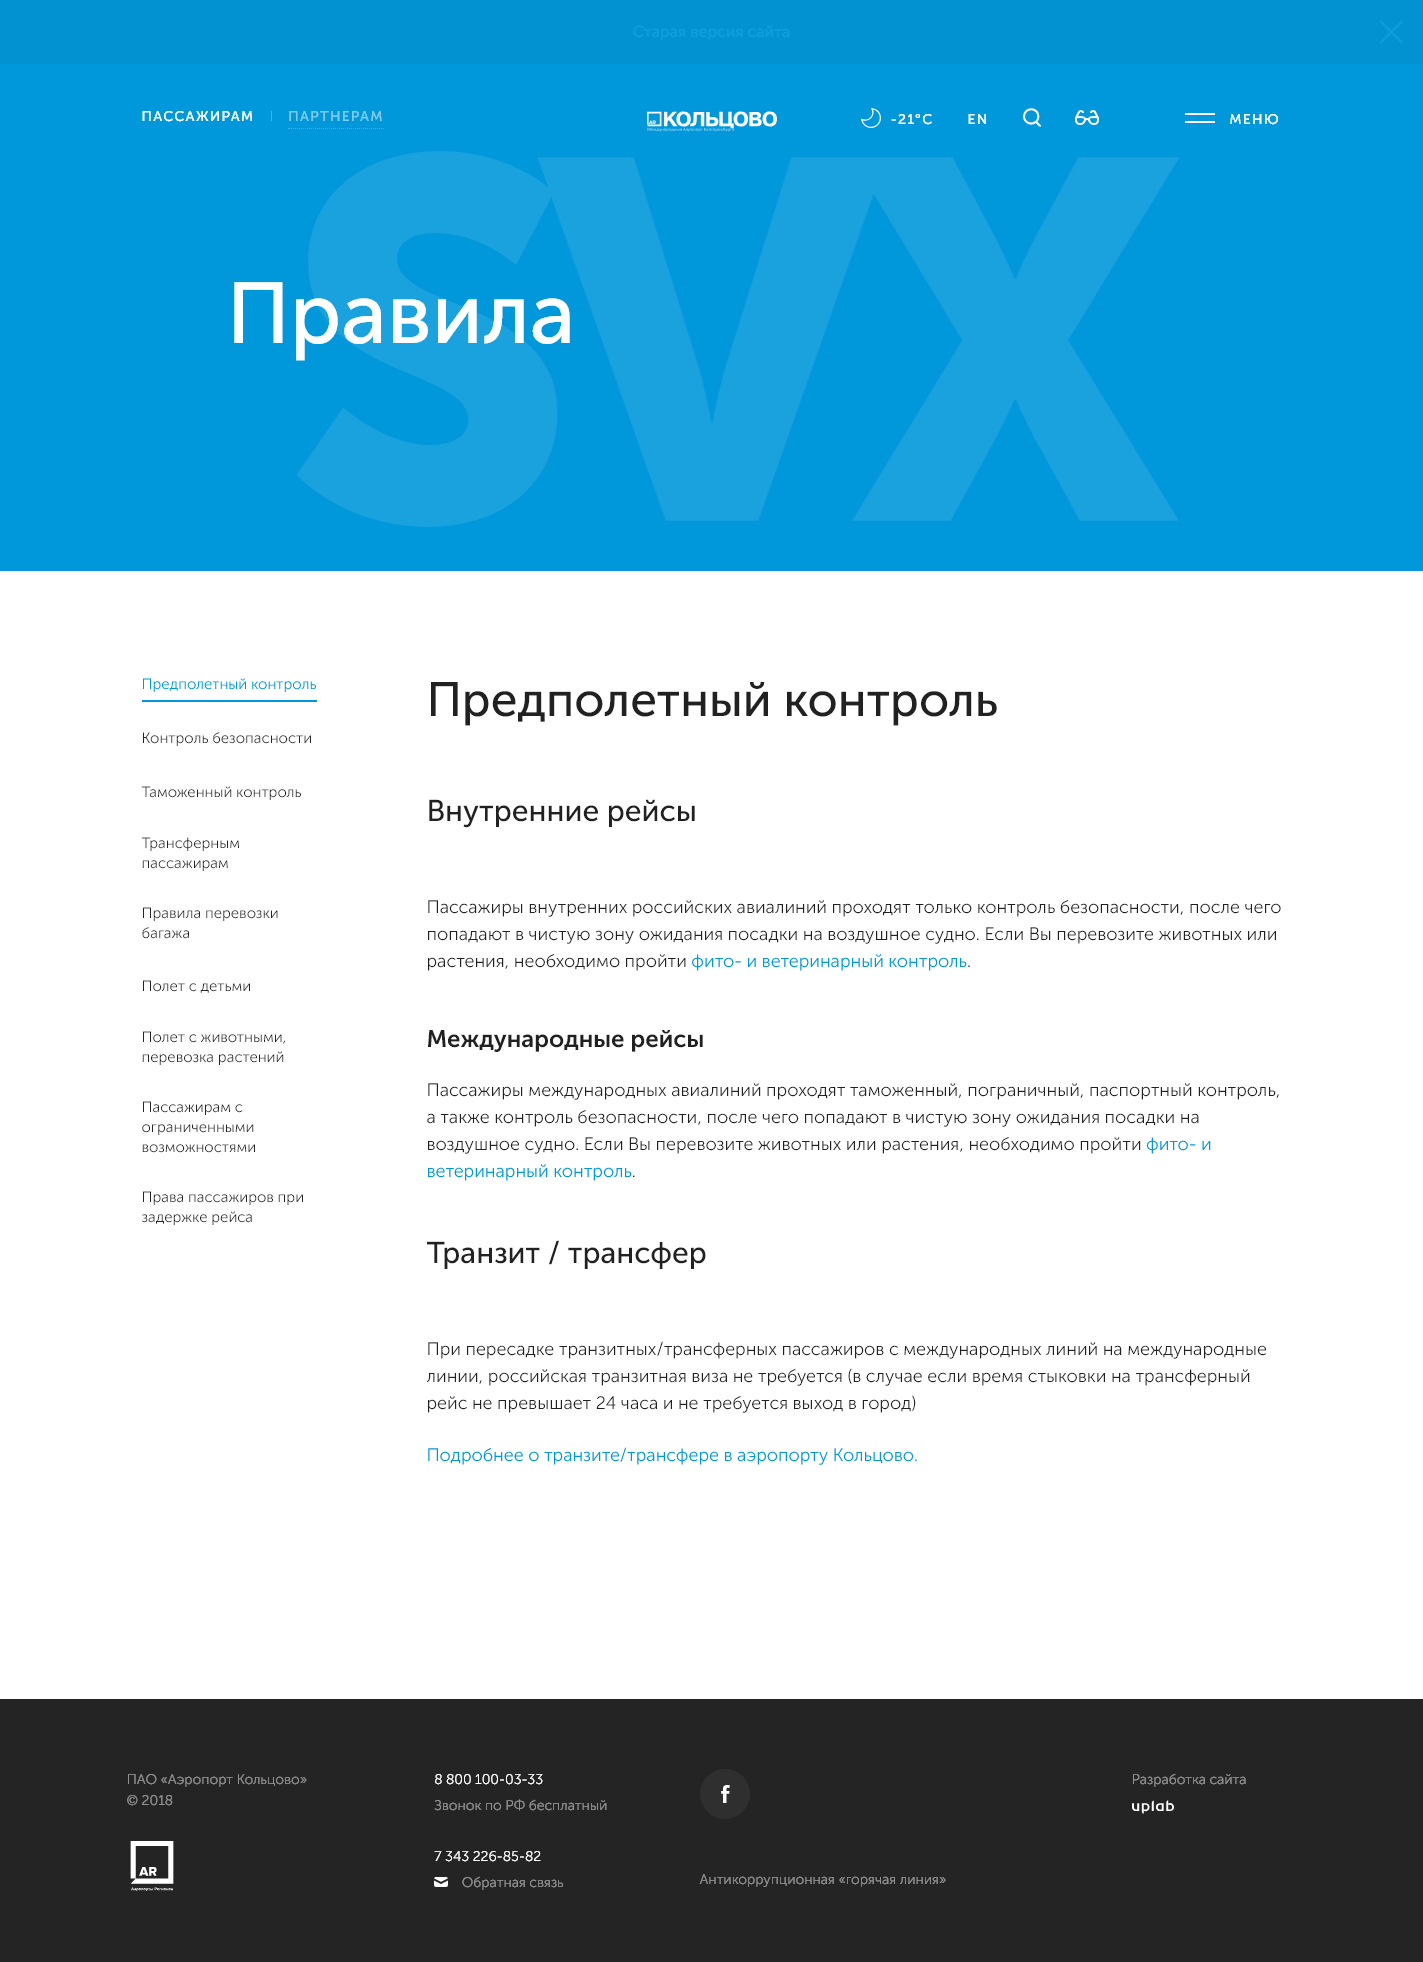 Старая версия сайта
ПАССАЖИРАМ
ПАРТНЕРАМ
КОЛЬЦОВО
-21°C
EN
МЕНЮ
SVX
Правила
Предполетный контроль
Контроль безопасности
Таможенный контроль
Трансферным
пассажирам
Правила перевозки
багажа
Полет с детьми
Полет с животными,
перевозка растений
Пассажирам с
ограниченными
возможностями
Права пассажиров при
задержке рейса
Предполетный контроль
Внутренние рейсы
Пассажиры внутренних российских авиалиний проходят только контроль безопасности, после чего
попадают в чистую зону ожидания посадки на воздушное судно. Если Вы перевозите животных или
растения, необходимо пройти фито- и ветеринарный контроль.
Международные рейсы
Пассажиры международных авиалиний проходят таможенный, пограничный, паспортный контроль,
а также контроль безопасности, после чего попадают в чистую зону ожидания посадки на
воздушное судно. Если Вы перевозите животных или растения, необходимо пройти фито- и
ветеринарный контроль.
Транзит / трансфер
При пересадке транзитных/трансферных пассажиров с международных линий на международные
линии, российская транзитная виза не требуется (в случае если время стыковки на трансферный
рейс не превышает 24 часа и не требуется выход в город)
Подробнее о транзите/трансфере в аэропорту Кольцово.
ПАО «Аэропорт Кольцово»
© 2018
AR
Аэропорты Регионов
8 800 100-03-33
Звонок по РФ бесплатный
7 343 226-85-82
Обратная связь
f
Антикоррупционная «горячая линия»
Разработка сайта
uplab